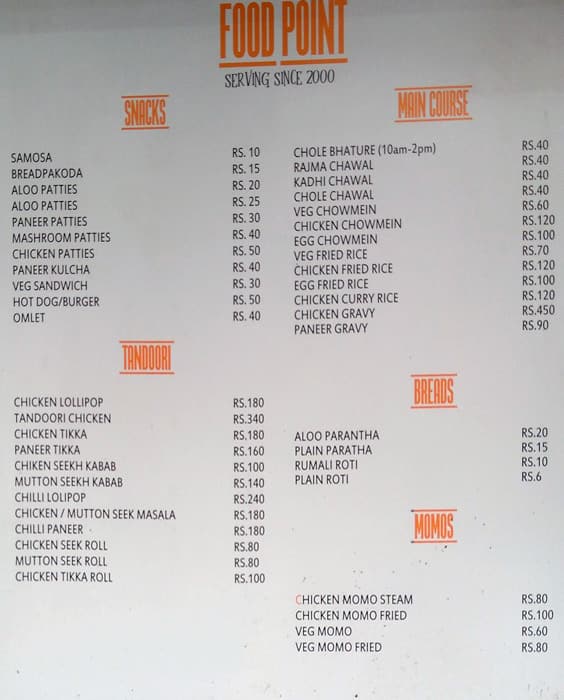 FOOD POINT
SERVING SINCE 2000
SNACKS
SAMOSA RS. 10
BREADPAKODA RS. 15
ALOO PATTIES RS. 20
ALOO PATTIES RS. 25
PANEER PATTIES RS. 30
MASHROOM PATTIES RS. 40
CHICKEN PATTIES RS. 50
PANEER KULCHA RS. 40
VEG SANDWICH RS. 30
HOT DOG/BURGER RS. 50
OMLET RS. 40
TANDOORI
CHICKEN LOLLIPOP RS.180
TANDOORI CHICKEN RS.340
CHICKEN TIKKA RS.180
PANEER TIKKA RS.160
CHIKEN SEEKH KABAB RS.100
MUTTON SEEKH KABAB RS.140
CHILLI LOLIPOP RS.240
CHICKEN / MUTTON SEEK MASALA RS.180
CHILLI PANEER RS.180
CHICKEN SEEK ROLL RS.80
MUTTON SEEK ROLL RS.80
CHICKEN TIKKA ROLL RS.100
MAIN COURSE
CHOLE BHATURE (10am-2pm) RS.40
RAJMA CHAWAL RS.40
KADHI CHAWAL RS.40
CHOLE CHAWAL RS.40
VEG CHOWMEIN RS.60
CHICKEN CHOWMEIN RS.120
EGG CHOWMEIN RS.100
VEG FRIED RICE RS.70
CHICKEN FRIED RICE RS.120
EGG FRIED RICE RS.100
CHICKEN CURRY RICE RS.120
CHICKEN GRAVY RS.450
PANEER GRAVY RS.90
BREADS
ALOO PARANTHA RS.20
PLAIN PARATHA RS.15
RUMALI ROTI RS.10
PLAIN ROTI RS.6
MOMOS
CHICKEN MOMO STEAM RS.80
CHICKEN MOMO FRIED RS.100
VEG MOMO RS.60
VEG MOMO FRIED RS.80